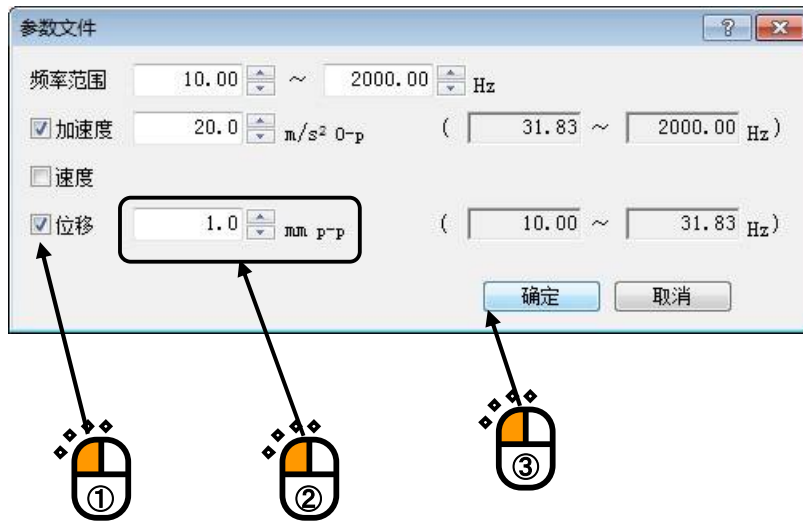 参数文件
频率范围 10.00 ~ 2000.00 Hz
加速度 20.0 m/s² 0-p ( 31.83 ~ 2000.00 Hz)
速度
位移 1.0 mm p-p ( 10.00 ~ 31.83 Hz)
确定 取消
① ② ③